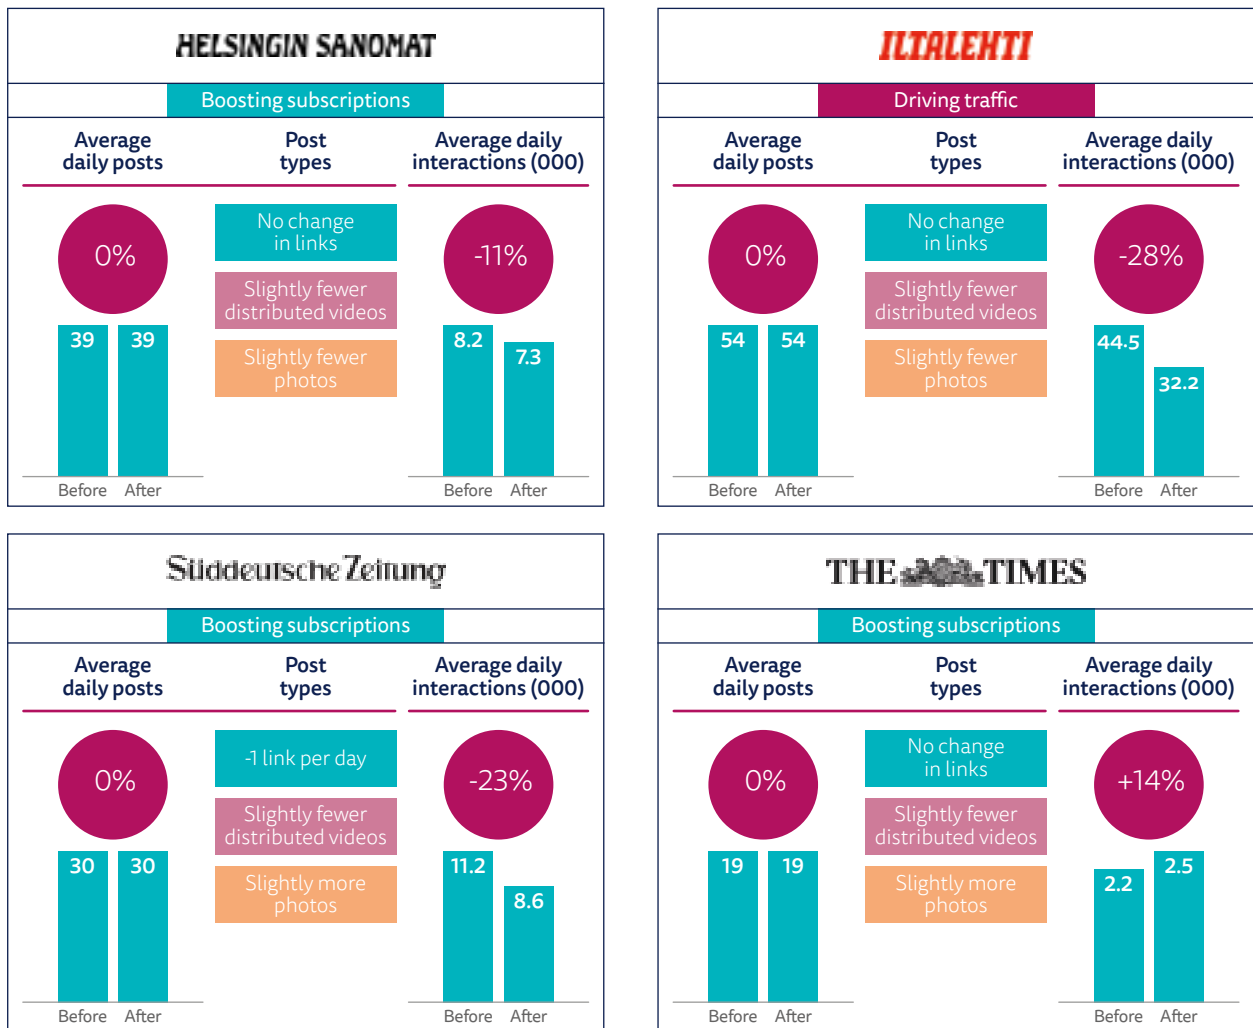 HELSINGIN SANOMAT
Boosting subscriptions
Average
daily posts
Post
types
Average daily
interactions (000)
0%
No change
in links
Slightly fewer
distributed videos
Slightly fewer
photos
-11%
39
39
8.2
7.3
Before
After
Before
After
ILTALEHTI
Driving traffic
Average
daily posts
Post
types
Average daily
interactions (000)
0%
No change
in links
Slightly fewer
distributed videos
Slightly fewer
photos
-28%
54
54
44.5
32.2
Before
After
Before
After
Süddeutsche Zeitung
Boosting subscriptions
Average
daily posts
Post
types
Average daily
interactions (000)
0%
-1 link per day
Slightly fewer
distributed videos
Slightly more
photos
-23%
30
30
11.2
8.6
Before
After
Before
After
THE TIMES
Boosting subscriptions
Average
daily posts
Post
types
Average daily
interactions (000)
0%
No change
in links
Slightly fewer
distributed videos
Slightly more
photos
+14%
19
19
2.2
2.5
Before
After
Before
After